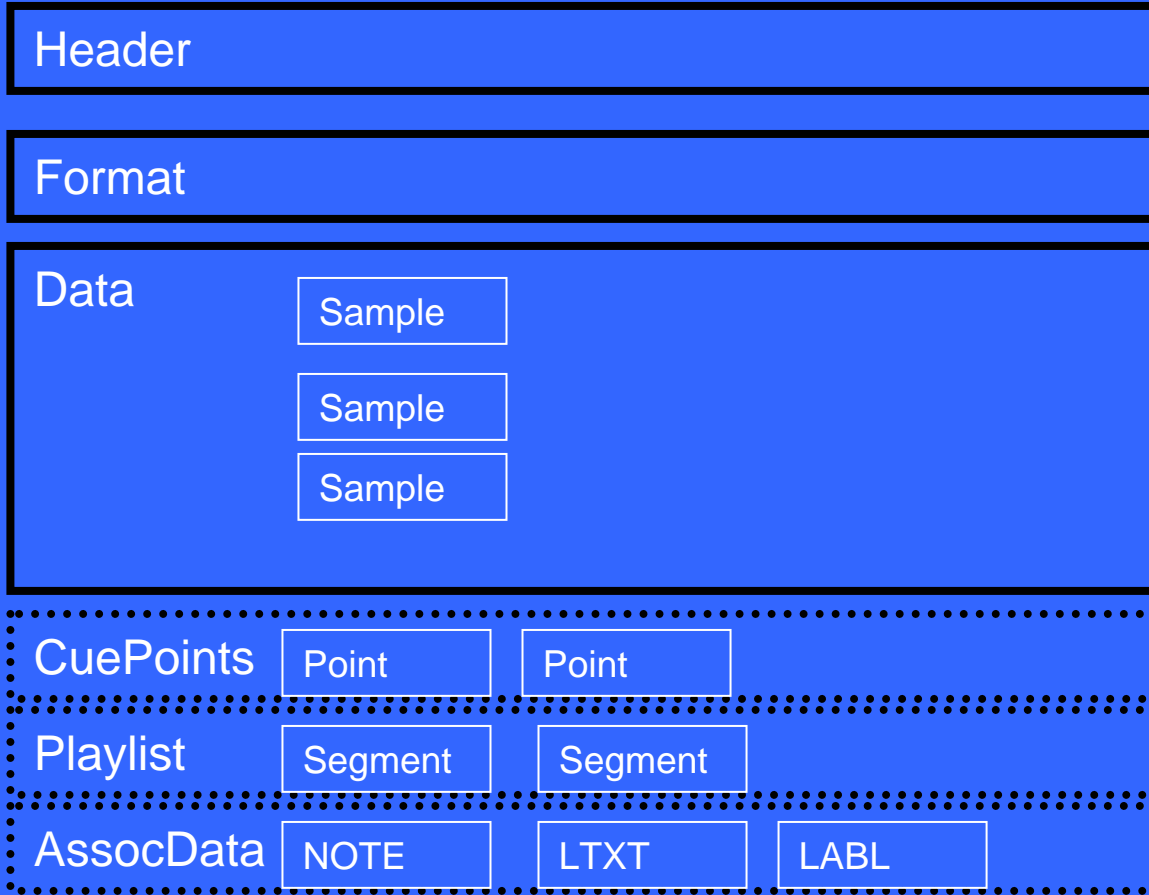 Header
Format
Data
Sample
Sample
Sample
CuePoints Point Point
Playlist Segment Segment
AssocData NOTE LTXT LABL